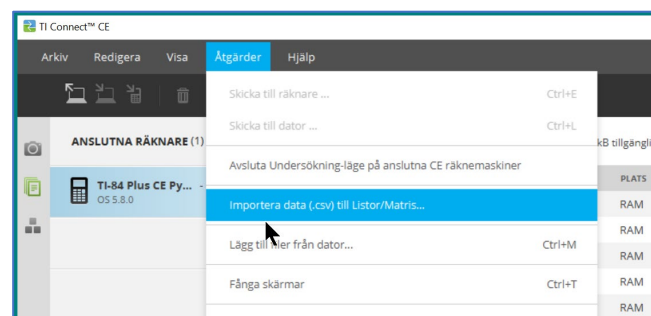 TI Connect™ CE
Arkiv Redigera Visa Åtgärder Hjälp
Skicka till räknare ... Ctrl+E
Skicka till dator ... Ctrl+L
ANSLUTNA RÄKNARE (1)
kB tillgängli
Avsluta Undersökning-läge på anslutna CE räknemaskiner
TI-84 Plus CE Py... -
PLATS
OS 5.8.0
Importera data (.csv) till Listor/Matris...
RAM
RAM
Lägg till filer från dator... Ctrl+M
RAM
Fånga skärmar Ctrl+T
RAM
RAM